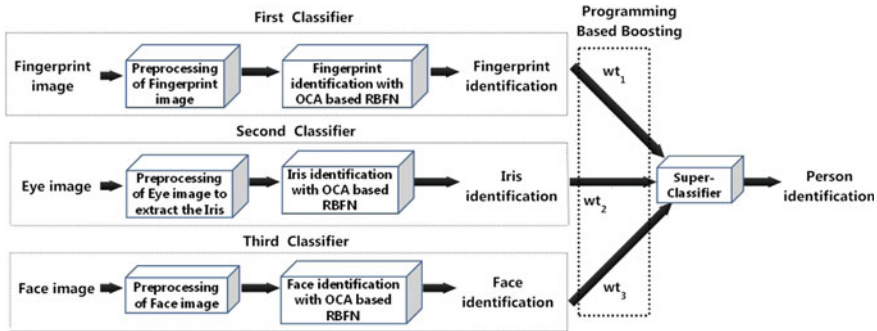 First Classifier
Programming
Based Boosting
Fingerprint
image
Preprocessing
of Fingerprint
image
Fingerprint
identification with
OCA based RBFN
Fingerprint
identification
wt1
Second Classifier
Eye image
Preprocessing
of Eye image to
extract the Iris
Iris identification
with OCA based
RBFN
Iris
identification
wt2
Super-
Classifier
Person
identification
Third Classifier
Face image
Preprocessing
of Face image
Face identification
with OCA based
RBFN
Face
identification
wt3